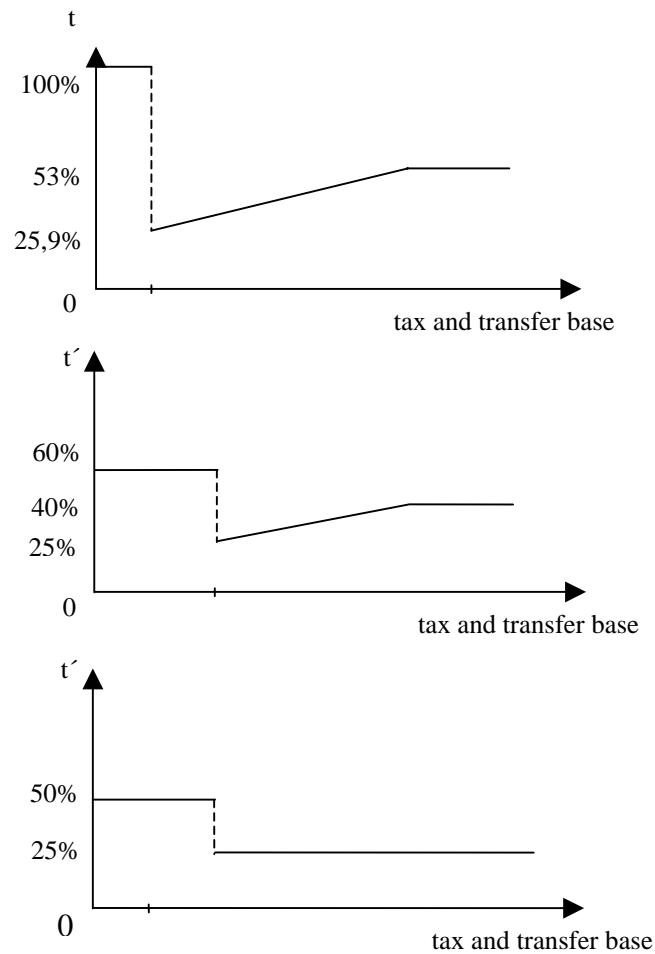 t
100%
53%
25,9%
0
tax and transfer base
t´
60%
40%
25%
0
tax and transfer base
t´
50%
25%
0
tax and transfer base